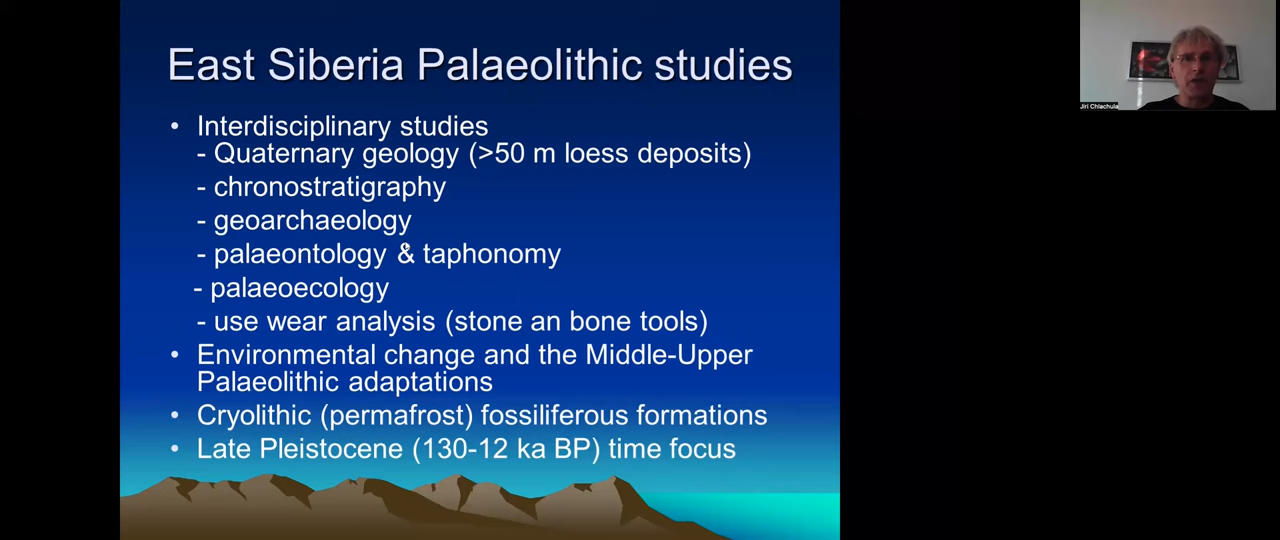 East Siberia Palaeolithic studies
• Interdisciplinary studies
- Quaternary geology (>50 m loess deposits)
- chronostratigraphy
- geoarchaeology
- palaeontology & taphonomy
- palaeoecology
- use wear analysis (stone an bone tools)
• Environmental change and the Middle-Upper
Palaeolithic adaptations
• Cryolithic (permafrost) fossiliferous formations
• Late Pleistocene (130-12 ka BP) time focus
Jiri Chlachula